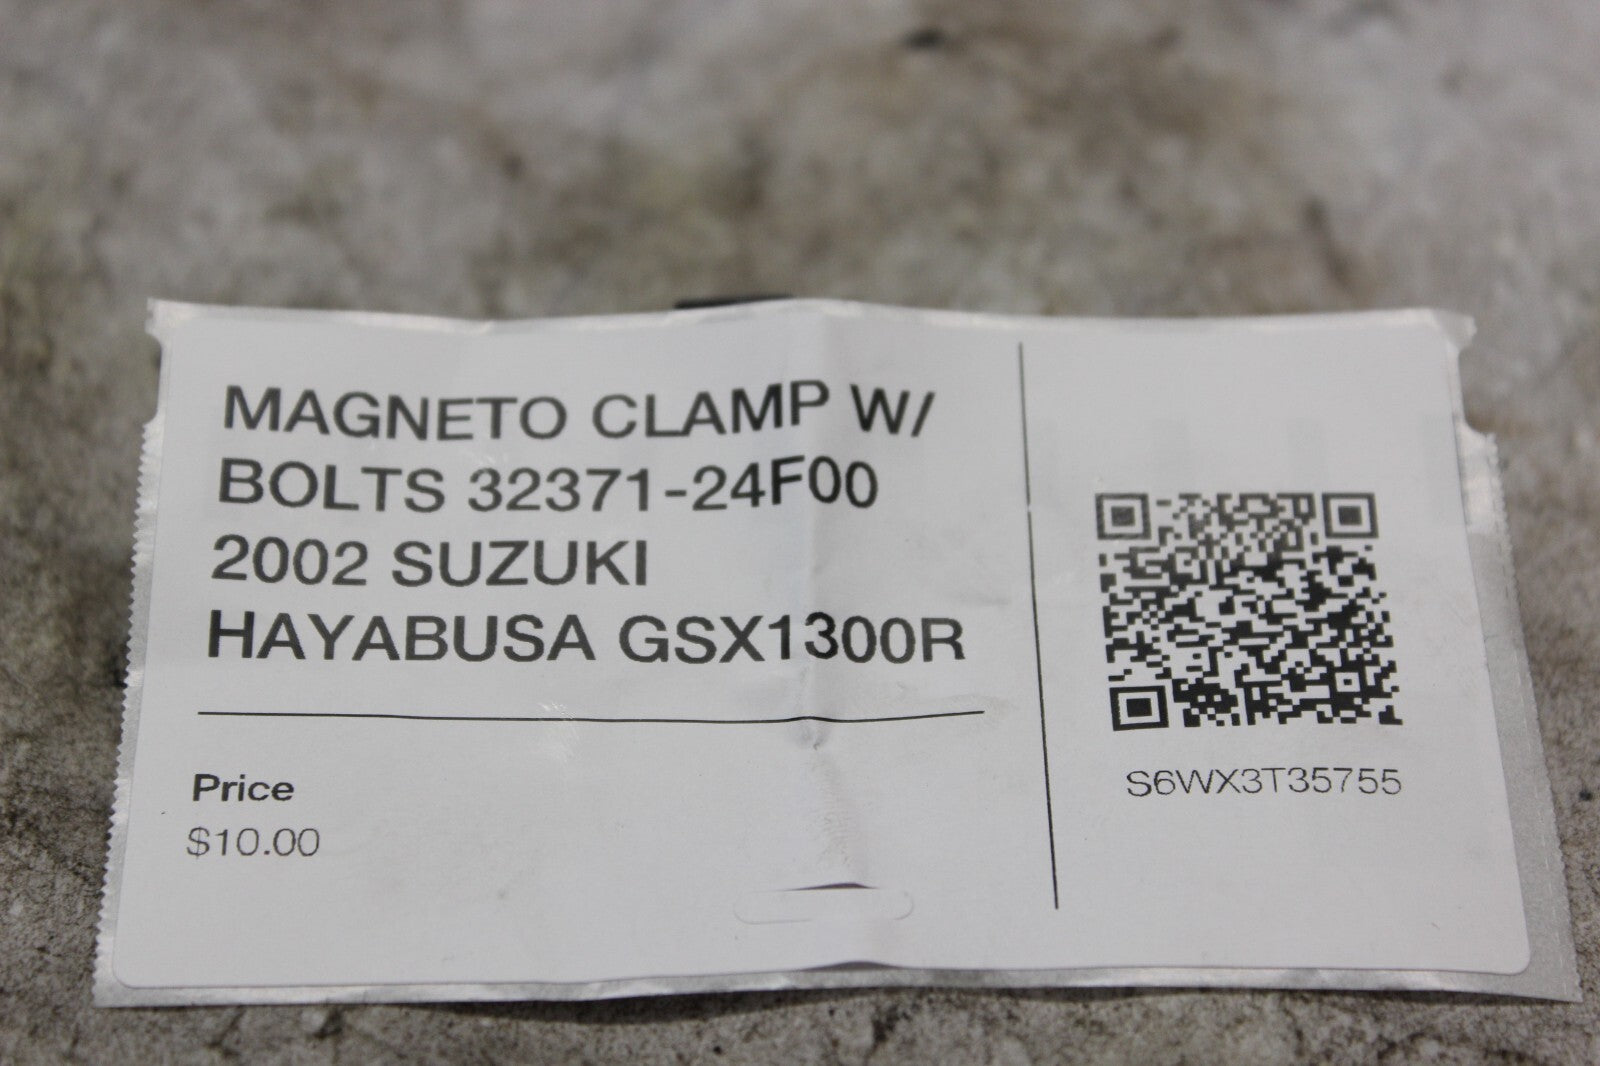 MAGNETO CLAMP W/
BOLTS 32371-24F00
2002 SUZUKI
HAYABUSA GSX1300R
Price
$10.00
S6WX3T35755